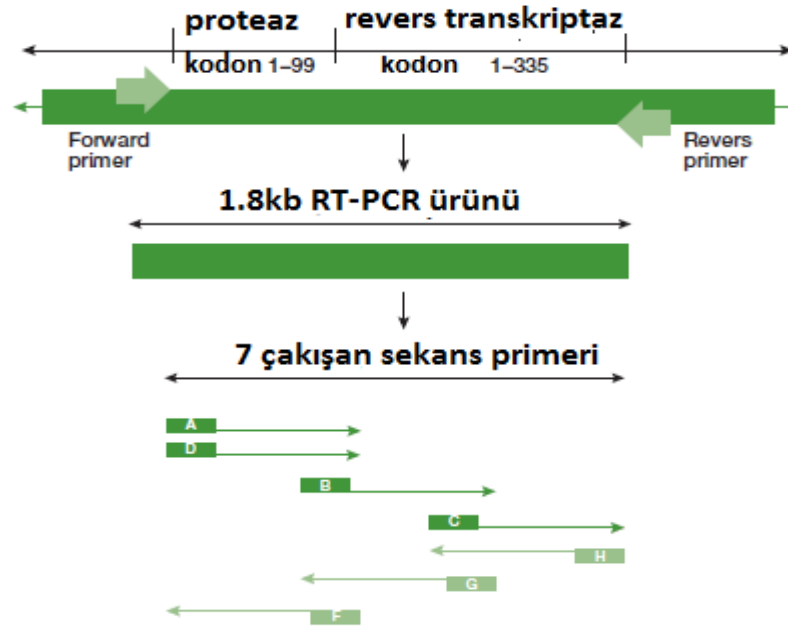 proteaz revers transkriptaz
kodon 1–99 kodon 1–335
Forward
primer
Revers
primer
1.8kb RT-PCR ürünü
7 çakışan sekans primeri
A
D
B
C
H
G
F